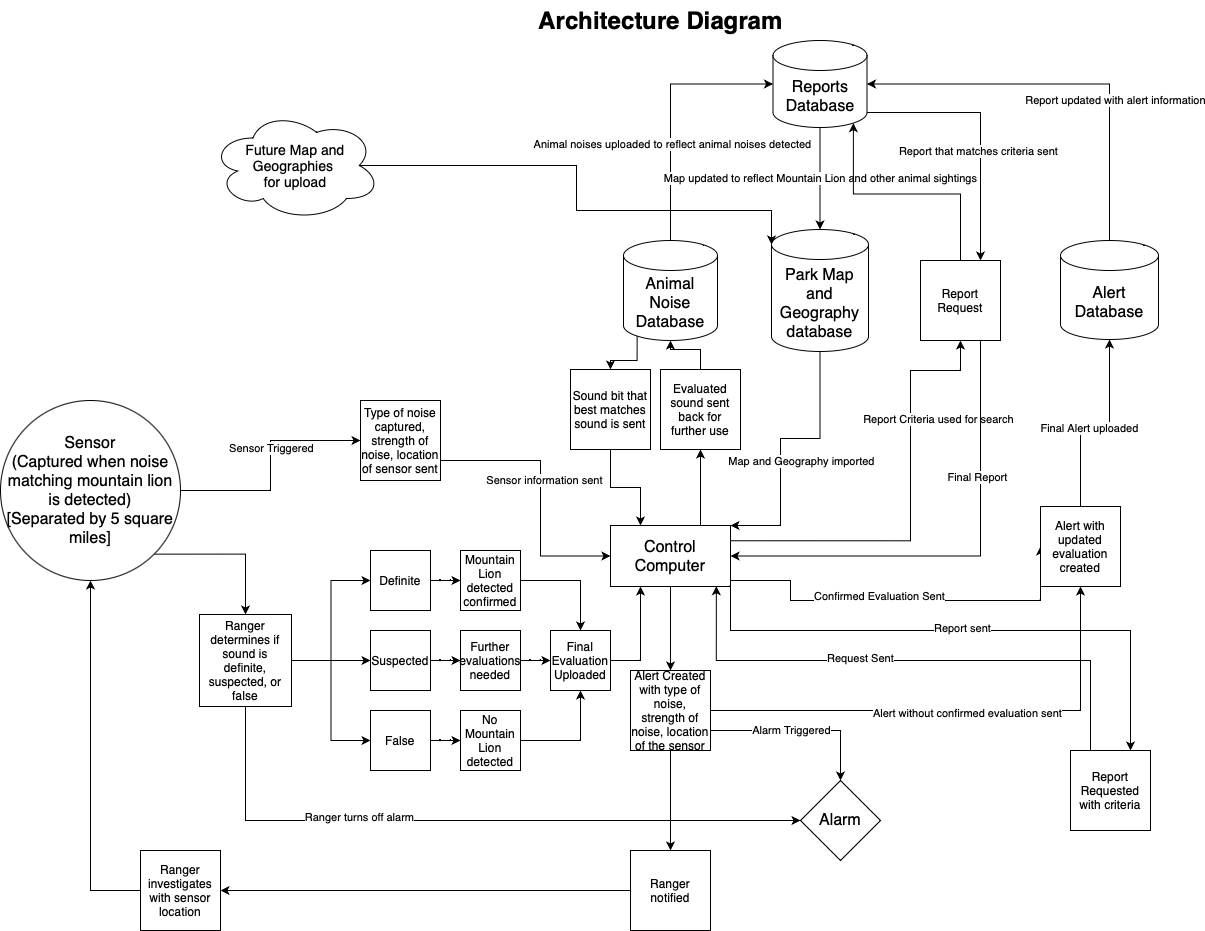 Architecture Diagram
Reports
Database
Report updated with alert information
Animal noises uploaded to reflect animal noises detected
Report that matches criteria sent
Future Map and
Geographies
for upload
Map updated to reflect Mountain Lion and other animal sightings
Animal
Noise
Database
Park Map
and
Geography
database
Report
Request
Alert
Database
Sound bit that
best matches
sound is sent
Evaluated
sound sent
back for
further use
Type of noise
captured,
strength of
noise, location
of sensor sent
Report Criteria used for search
Final Alert uploaded
Sensor
(Captured when noise
matching mountain lion
is detected)
[Separated by 5 square
miles]
Sensor Triggered
Map and Geography imported
Sensor information sent
Final Report
Control
Computer
Alert with
updated
evaluation
created
Definite
Mountain
Lion
detected
confirmed
Confirmed Evaluation Sent
Ranger
determines if
sound is
definite,
suspected, or
false
Report sent
Suspected
Further
evaluations
needed
Final
Evaluation
Uploaded
Request Sent
Alert Created
with type of
noise,
strength of
noise, location
of the sensor
Alert without confirmed evaluation sent
False
No
Mountain
Lion
detected
Alarm Triggered
Report
Requested
with criteria
Ranger turns off alarm
Alarm
Ranger
investigates
with sensor
location
Ranger
notified